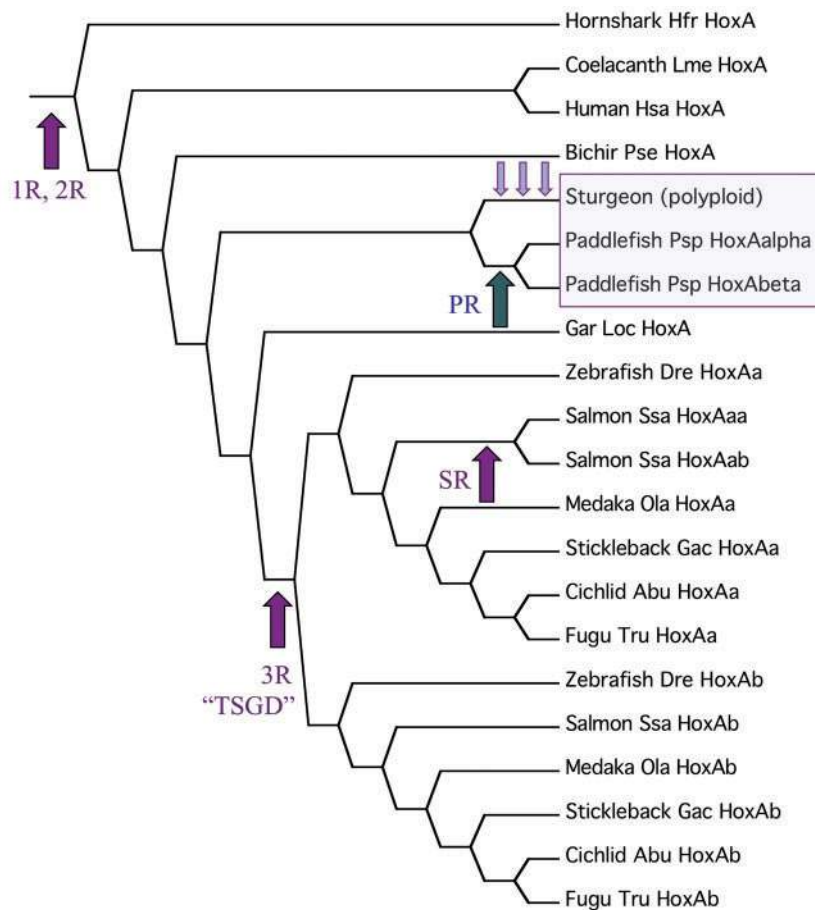 Hornshark Hfr HoxA
Coelacanth Lme HoxA
Human Hsa HoxA
1R, 2R
Bichir Pse HoxA
Sturgeon (polyploid)
Paddlefish Psp HoxAalpha
Paddlefish Psp HoxAbeta
PR
Gar Loc HoxA
Zebrafish Dre HoxAa
Salmon Ssa HoxAaa
Salmon Ssa HoxAab
SR
Medaka Ola HoxAa
Stickleback Gac HoxAa
Cichlid Abu HoxAa
Fugu Tru HoxAa
3R
“TSGD”
Zebrafish Dre HoxAb
Salmon Ssa HoxAb
Medaka Ola HoxAb
Stickleback Gac HoxAb
Cichlid Abu HoxAb
Fugu Tru HoxAb